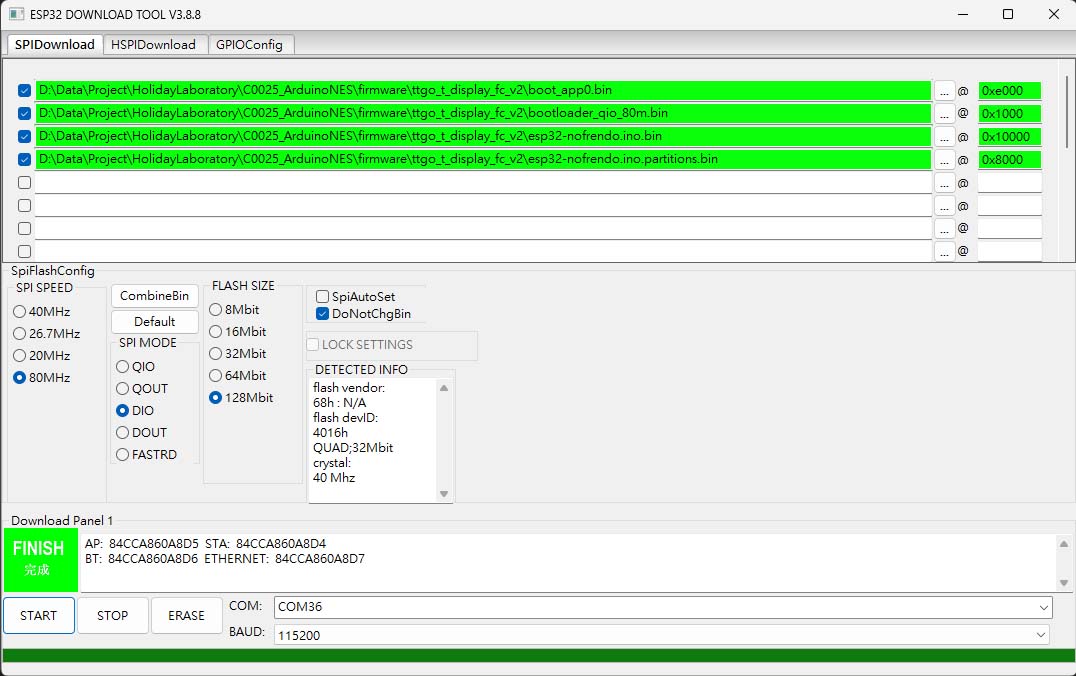 ESP32 DOWNLOAD TOOL V3.8.8
SPIDownload HSPIDownload GPIOConfig
D:\Data\Project\HolidayLaboratory\C0025_ArduinoNES\firmware\ttgo_t_display_fc_v2\boot_app0.bin ... @ 0xe000
D:\Data\Project\HolidayLaboratory\C0025_ArduinoNES\firmware\ttgo_t_display_fc_v2\bootloader_qio_80m.bin ... @ 0x1000
D:\Data\Project\HolidayLaboratory\C0025_ArduinoNES\firmware\ttgo_t_display_fc_v2\esp32-nofrendo.ino.bin ... @ 0x10000
D:\Data\Project\HolidayLaboratory\C0025_ArduinoNES\firmware\ttgo_t_display_fc_v2\esp32-nofrendo.ino.partitions.bin ... @ 0x8000
... @
... @
... @
... @
SpiFlashConfig
SPI SPEED
40MHz
26.7MHz
20MHz
80MHz
CombineBin
Default
SPI MODE
QIO
QOUT
DIO
DOUT
FASTRD
FLASH SIZE
8Mbit
16Mbit
32Mbit
64Mbit
128Mbit
SpiAutoSet
DoNotChgBin
LOCK SETTINGS
DETECTED INFO
flash vendor:
68h : N/A
flash devID:
4016h
QUAD;32Mbit
crystal:
40 Mhz
Download Panel 1
FINISH
完成
AP: 84CCA860A8D5 STA: 84CCA860A8D4
BT: 84CCA860A8D6 ETHERNET: 84CCA860A8D7
START STOP ERASE
COM: COM36
BAUD: 115200